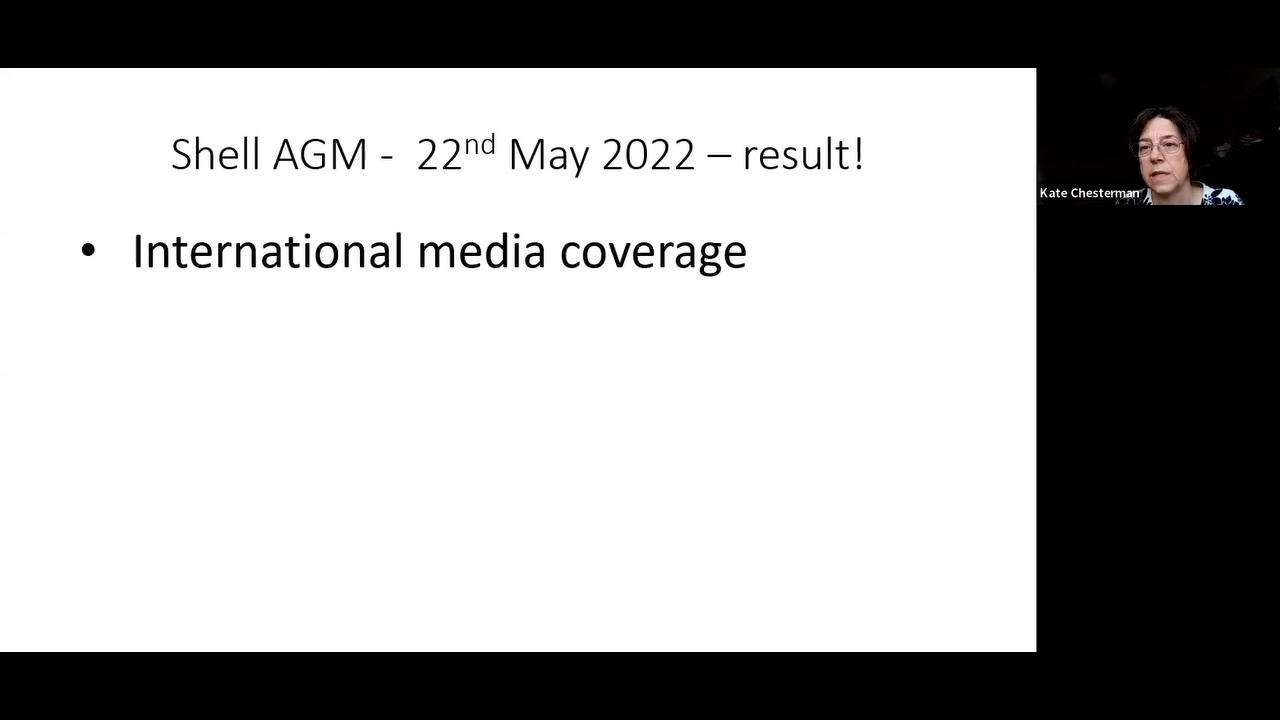 Shell AGM -  22nd May 2022 – result!
• International media coverage
Kate Chesterman